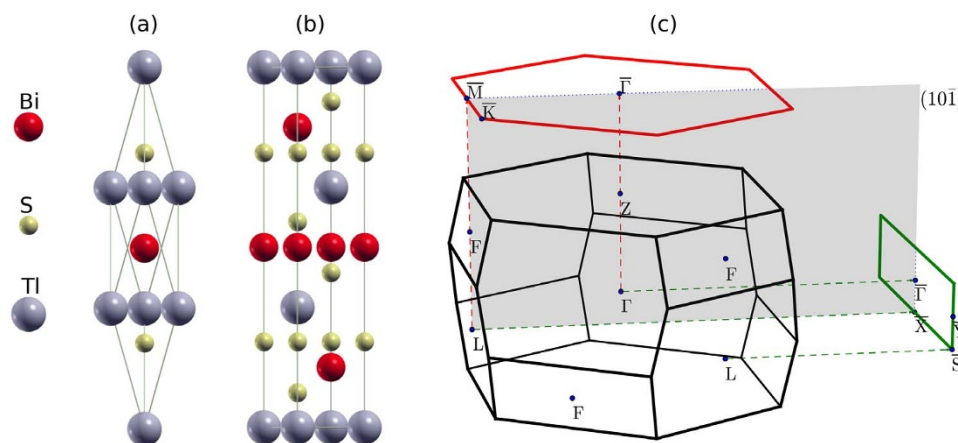 (a)
(b)
(c)
Bi
S
Tl
M̅
K̅
Γ̅
(101̅
Z
F
F
Γ
Γ̅
X̅
L
L
S̅
F